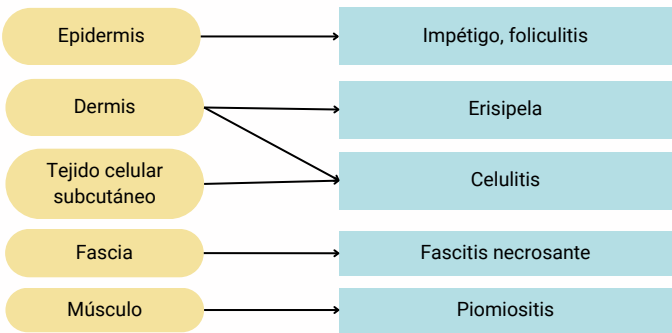 Epidermis
Impétigo, foliculitis
Dermis
Erisipela
Tejido celular
subcutáneo
Celulitis
Fascia
Fascitis necrosante
Músculo
Piomiositis